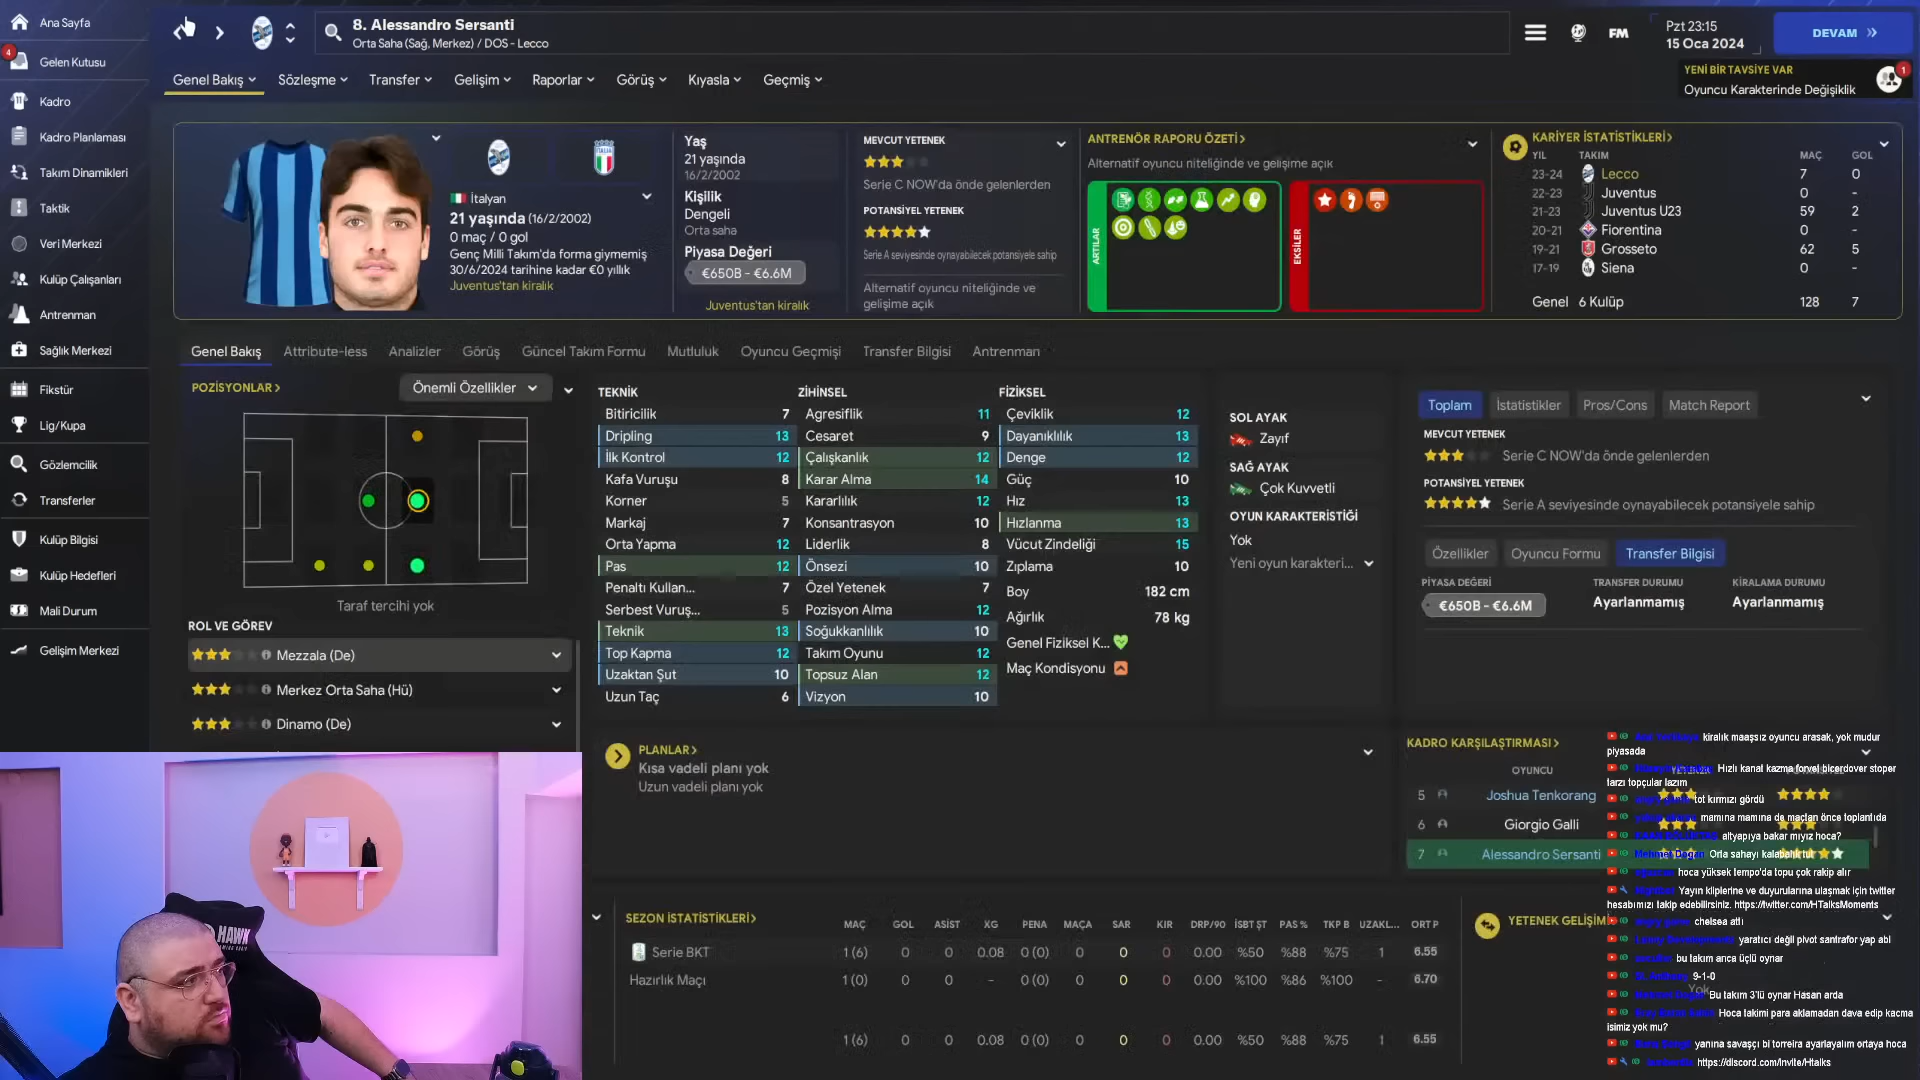 Ana Sayfa
4
Gelen Kutusu
Kadro
Kadro Planlaması
Takım Dinamikleri
Taktik
Veri Merkezi
Kulüp Çalışanları
Antrenman
Sağlık Merkezi
Fikstür
Lig/Kupa
Gözlemcilik
Transferler
Kulüp Bilgisi
Kulüp Hedefleri
Mali Durum
Gelişim Merkezi
8. Alessandro Sersanti
Orta Saha (Sağ, Merkez) / DOS - Lecco
FM
Pzt 23:15
15 Oca 2024
DEVAM
YENİ BİR TAVSİYE VAR
Oyuncu Karakterinde Değişiklik
1
Genel Bakış Sözleşme Transfer Gelişim Raporlar Görüş Kıyasla Geçmiş
İtalyan
21 yaşında (16/2/2002)
0 maç / 0 gol
Genç Milli Takım'da forma giymemiş
30/6/2024 tarihine kadar €0 yıllık
Juventus'tan kiralık
Yaş
21 yaşında
16/2/2002
Kişilik
Dengeli
Orta saha
Piyasa Değeri
€650B - €6.6M
Juventus'tan kiralık
MEVCUT YETENEK
Serie C NOW'da önde gelenlerden
POTANSİYEL YETENEK
Serie A seviyesinde oynayabilecek potansiyele sahip
Alternatif oyuncu niteliğinde ve
gelişime açık
ANTRENÖR RAPORU ÖZETİ
Alternatif oyuncu niteliğinde ve gelişime açık
ARTILAR
EKSİLER
KARİYER İSTATİSTİKLERİ
YIL TAKIM MAÇ GOL
23-24 Lecco 7 0
22-23 Juventus 0 -
21-23 Juventus U23 59 2
20-21 Fiorentina 0 -
19-21 Grosseto 62 5
17-19 Siena 0 -
Genel 6 Kulüp 128 7
Genel Bakış Attribute-less Analizler Görüş Güncel Takım Formu Mutluluk Oyuncu Geçmişi Transfer Bilgisi Antrenman
POZİSYONLAR
Önemli Özellikler
Taraf tercihi yok
ROL VE GÖREV
Mezzala (De)
Merkez Orta Saha (Hü)
Dinamo (De)
TEKNİK
Bitiricilik 7
Dripling 13
İlk Kontrol 12
Kafa Vuruşu 8
Korner 5
Markaj 7
Orta Yapma 12
Pas 12
Penaltı Kullan... 7
Serbest Vuruş... 5
Teknik 13
Top Kapma 12
Uzaktan Şut 10
Uzun Taç 6
ZİHİNSEL
Agresiflik 11
Cesaret 9
Çalışkanlık 12
Karar Alma 14
Kararlılık 12
Konsantrasyon 10
Liderlik 8
Önsezi 10
Özel Yetenek 7
Pozisyon Alma 12
Soğukkanlılık 10
Takım Oyunu 12
Topsuz Alan 12
Vizyon 10
FİZİKSEL
Çeviklik 12
Dayanıklılık 13
Denge 12
Güç 10
Hız 13
Hızlanma 13
Vücut Zindeliği 15
Zıplama 10
Boy 182 cm
Ağırlık 78 kg
Genel Fiziksel K...
Maç Kondisyonu
SOL AYAK
Zayıf
SAĞ AYAK
Çok Kuvvetli
OYUN KARAKTERİSTİĞİ
Yok
Yeni oyun karakteri...
Toplam İstatistikler Pros/Cons Match Report
MEVCUT YETENEK
Serie C NOW'da önde gelenlerden
POTANSİYEL YETENEK
Serie A seviyesinde oynayabilecek potansiyele sahip
Özellikler Oyuncu Formu Transfer Bilgisi
PİYASA DEĞERİ TRANSFER DURUMU KİRALAMA DURUMU
€650B - €6.6M Ayarlanmamış Ayarlanmamış
PLANLAR
Kısa vadeli planı yok
Uzun vadeli planı yok
KADRO KARŞILAŞTIRMASI
OYUNCU
5 Joshua Tenkorang
6 Giorgio Galli
7 Alessandro Sersanti
SEZON İSTATİSTİKLERİ
MAÇ GOL ASİST XG PENA MAÇA SAR KIR DRP/90 İSBT ŞT PAS % TKP B UZAKL... ORT P
Serie BKT 1 (6) 0 0 0.08 0 (0) 0 0 0 0.00 %50 %88 %75 1 6.55
Hazırlık Maçı 1 (0) 0 0 - 0 (0) 0 0 0 0.00 %100 %86 %100 - 6.70
1 (6) 0 0 0.08 0 (0) 0 0 0 0.00 %50 %88 %75 1 6.55
YETENEK GELİŞİMİ
Yok
kiralık maaşsız oyuncu arasak, yok mudur
piyasada
Hızlı kanat kazma forvet bicerdover stoper
tarzı topçular lazım
tot kırmızı gördü
mamına mamına de maçtan önce toplantıda
altyapıya bakar mıyız hoca?
Orta sahayı kalabalık tut
hoca yüksek tempo'da topu çok rakip alır
Yayın kliplerine ve duyurularına ulaşmak için twitter
hesabımızı takip edebilirsiniz. https://twitter.com/HTalksMoments
chelsea atlı
yaratıcı değil pivot santrafor yap abi
bu takım anca üçlü oynar
9-1-0
Bu takım 3'lü oynar Hasan arda
Hoca takimi para aklamadan dava edip kacma
isimiz yok mu?
yanına savaşçı bi torreira ayarlayalım ortaya hoca
https://discord.com/invite/Htalks
HAWK